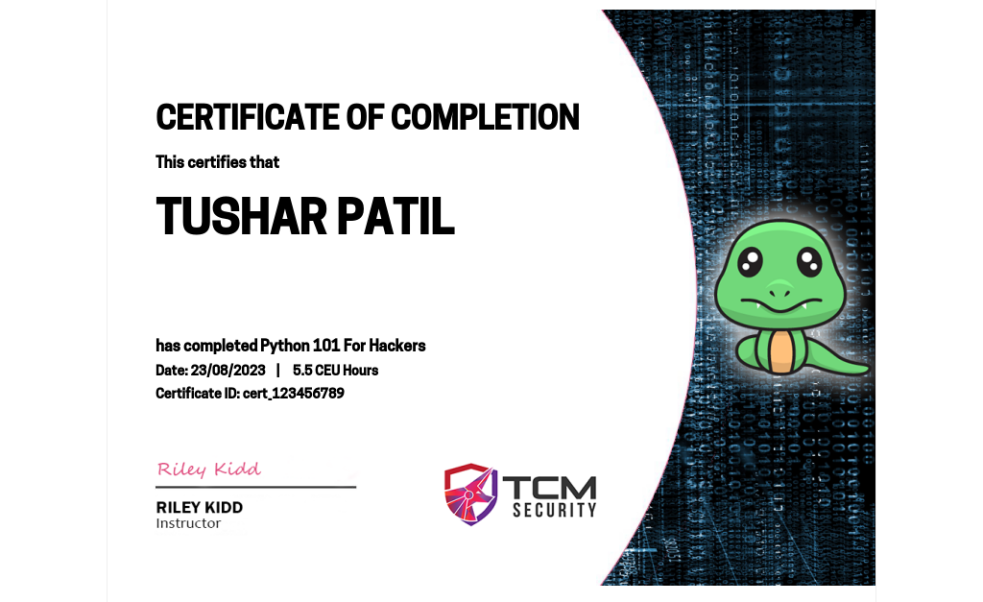 CERTIFICATE OF COMPLETION
This certifies that
TUSHAR PATIL
has completed Python 101 For Hackers
Date: 23/08/2023 | 5.5 CEU Hours
Certificate ID: cert_123456789
Riley Kidd
RILEY KIDD
Instructor
TCM
SECURITY